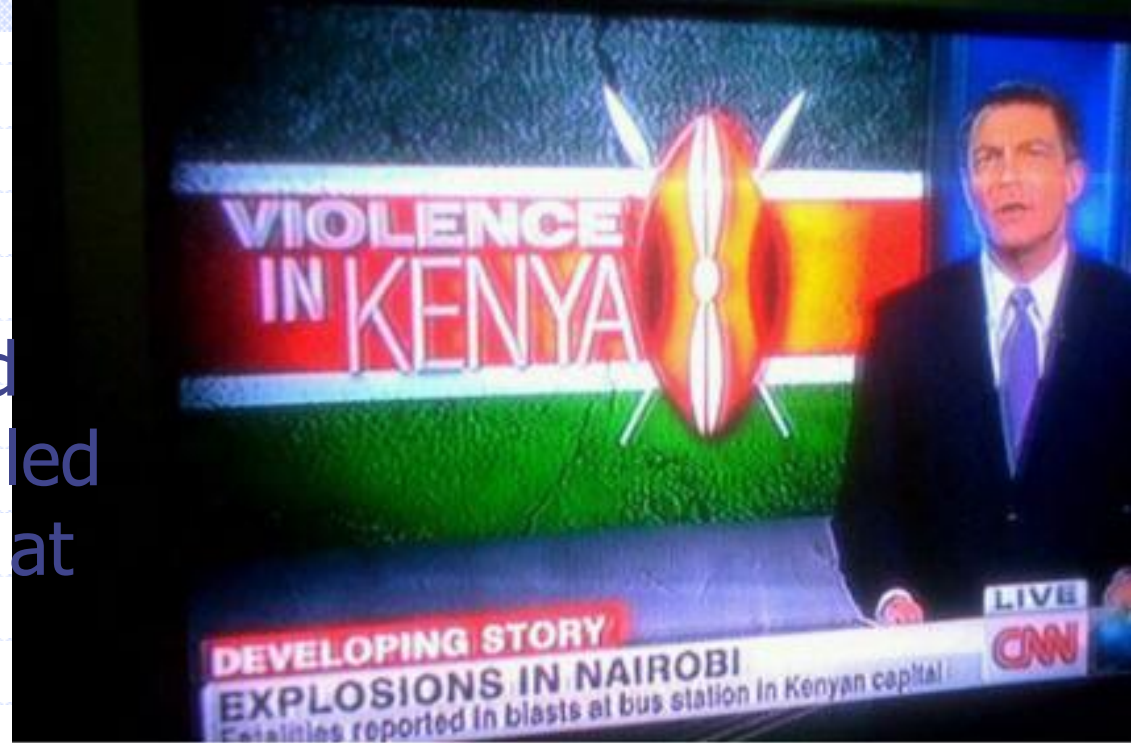 VIOLENCE
IN KENYA
d
led
at
DEVELOPING STORY
LIVE
EXPLOSIONS IN NAIROBI
CNN
Fatalities reported in blasts at bus station in Kenyan capital